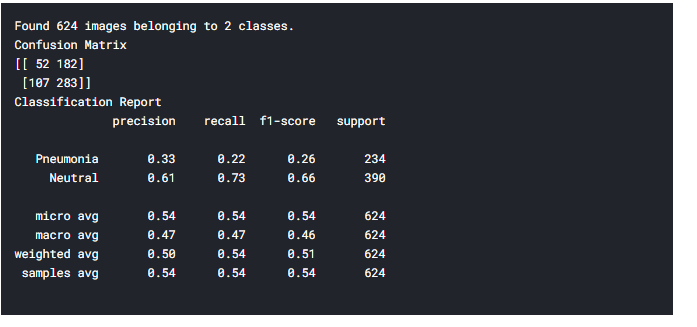 Found 624 images belonging to 2 classes.
Confusion Matrix
[[ 52 182]
 [107 283]]
Classification Report
              precision    recall  f1-score   support

   Pneumonia       0.33      0.22      0.26       234
     Neutral       0.61      0.73      0.66       390

   micro avg       0.54      0.54      0.54       624
   macro avg       0.47      0.47      0.46       624
weighted avg       0.50      0.54      0.51       624
 samples avg       0.54      0.54      0.54       624